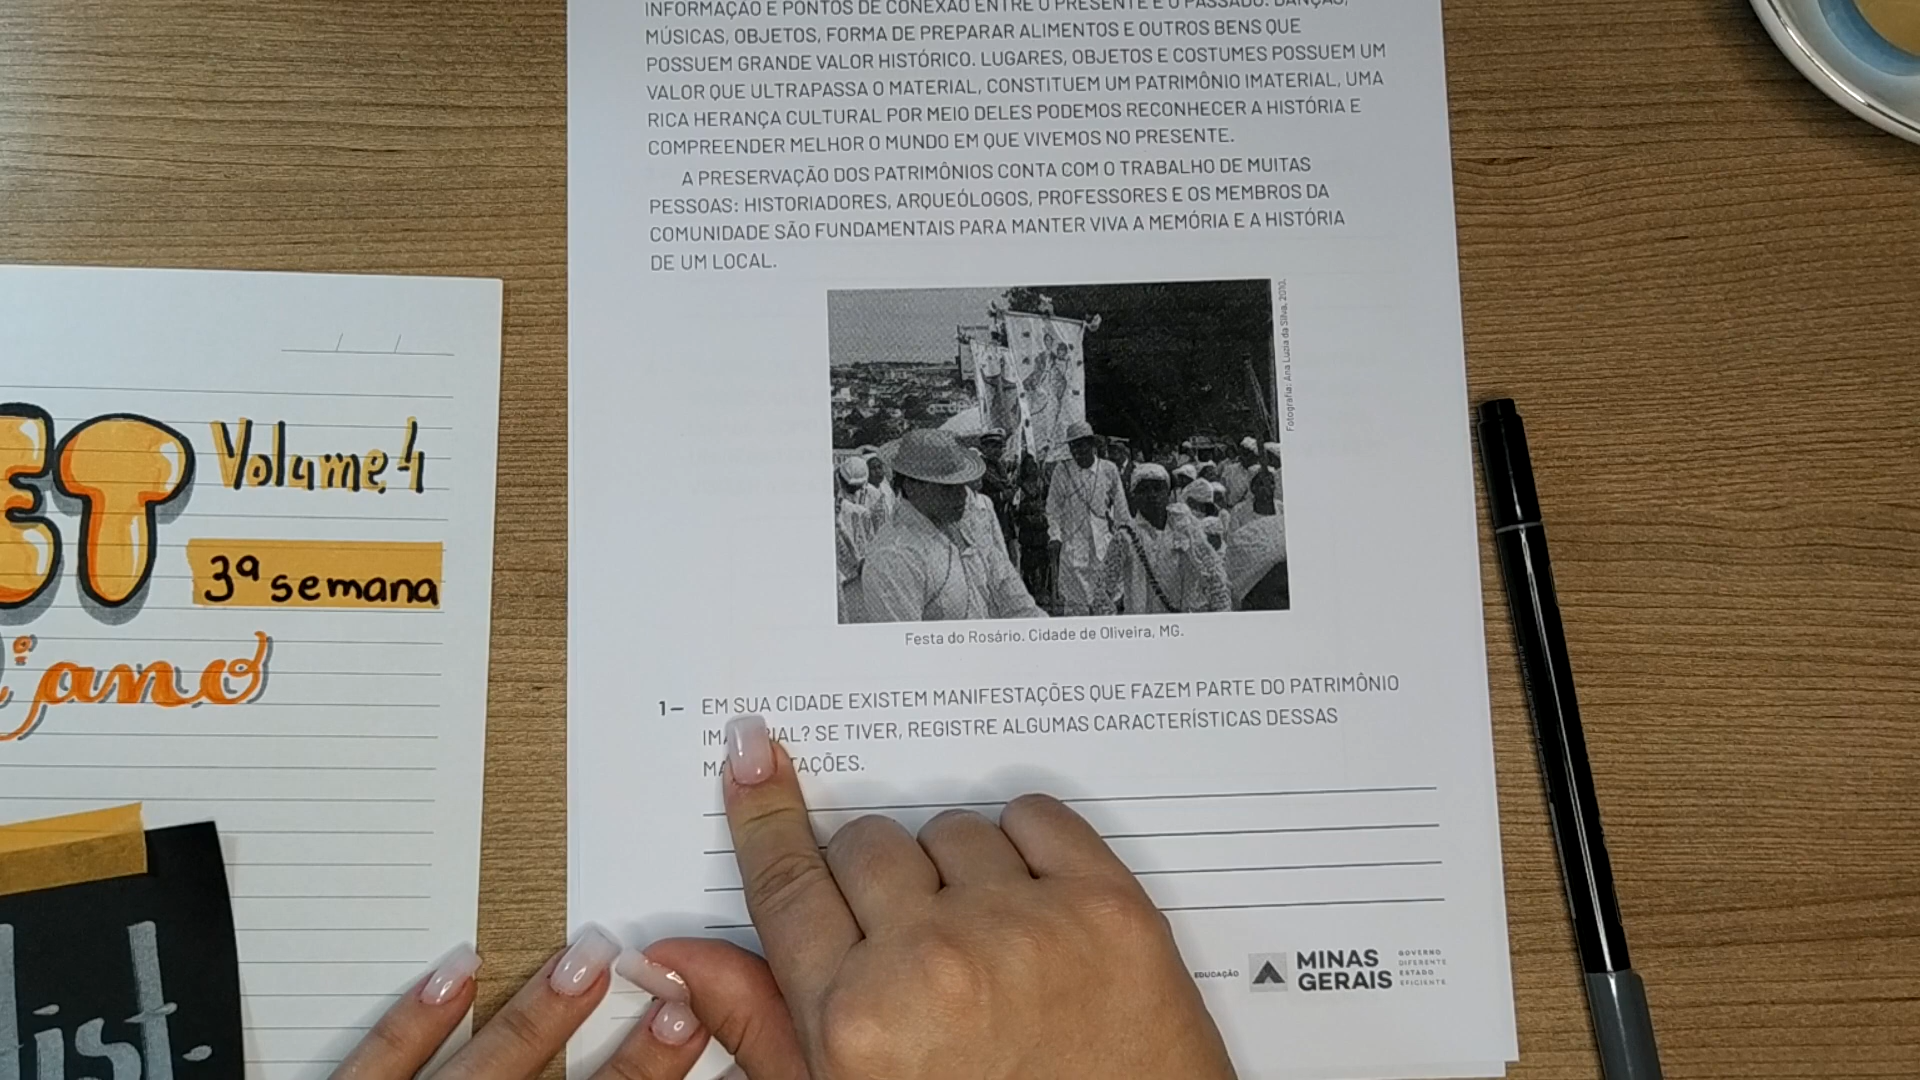 INFORMAÇÃO E PONTOS DE CONEXÃO ENTRE O PRESENTE E O PASSADO. DANÇAS,
MÚSICAS, OBJETOS, FORMA DE PREPARAR ALIMENTOS E OUTROS BENS QUE
POSSUEM GRANDE VALOR HISTÓRICO. LUGARES, OBJETOS E COSTUMES POSSUEM UM
VALOR QUE ULTRAPASSA O MATERIAL, CONSTITUEM UM PATRIMÔNIO IMATERIAL, UMA
RICA HERANÇA CULTURAL POR MEIO DELES PODEMOS RECONHECER A HISTÓRIA E
COMPREENDER MELHOR O MUNDO EM QUE VIVEMOS NO PRESENTE.
A PRESERVAÇÃO DOS PATRIMÔNIOS CONTA COM O TRABALHO DE MUITAS
PESSOAS: HISTORIADORES, ARQUEÓLOGOS, PROFESSORES E OS MEMBROS DA
COMUNIDADE SÃO FUNDAMENTAIS PARA MANTER VIVA A MEMÓRIA E A HISTÓRIA
DE UM LOCAL.
Fotografia: Ana Luzia da Silva, 2010.
Festa do Rosário. Cidade de Oliveira, MG.
1— EM SUA CIDADE EXISTEM MANIFESTAÇÕES QUE FAZEM PARTE DO PATRIMÔNIO
IM IAL? SE TIVER, REGISTRE ALGUMAS CARACTERÍSTICAS DESSAS
MA TAÇÕES.
EDUCAÇÃO
MINAS
GERAIS
GOVERNO
DIFERENTE
ESTADO
EFICIENTE
ET
Volume 4
3ª semana
iano
ist.